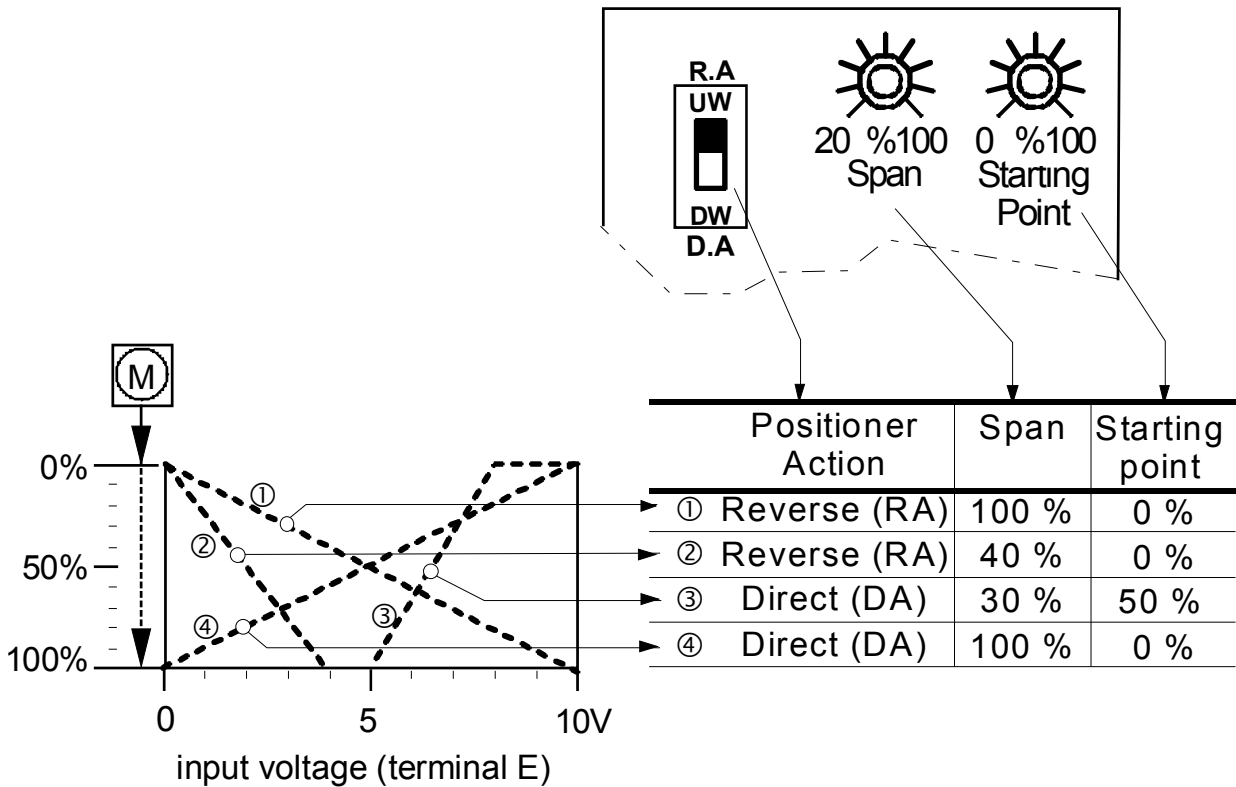 R.A
UW
DW
D.A
20 %100
Span
0 %100
Starting
Point
M
0%
50%
100%
①
②
③
④
0 5 10V
input voltage (terminal E)
Positioner Action Span Starting point
① Reverse (RA) 100 % 0 %
② Reverse (RA) 40 % 0 %
③ Direct (DA) 30 % 50 %
④ Direct (DA) 100 % 0 %